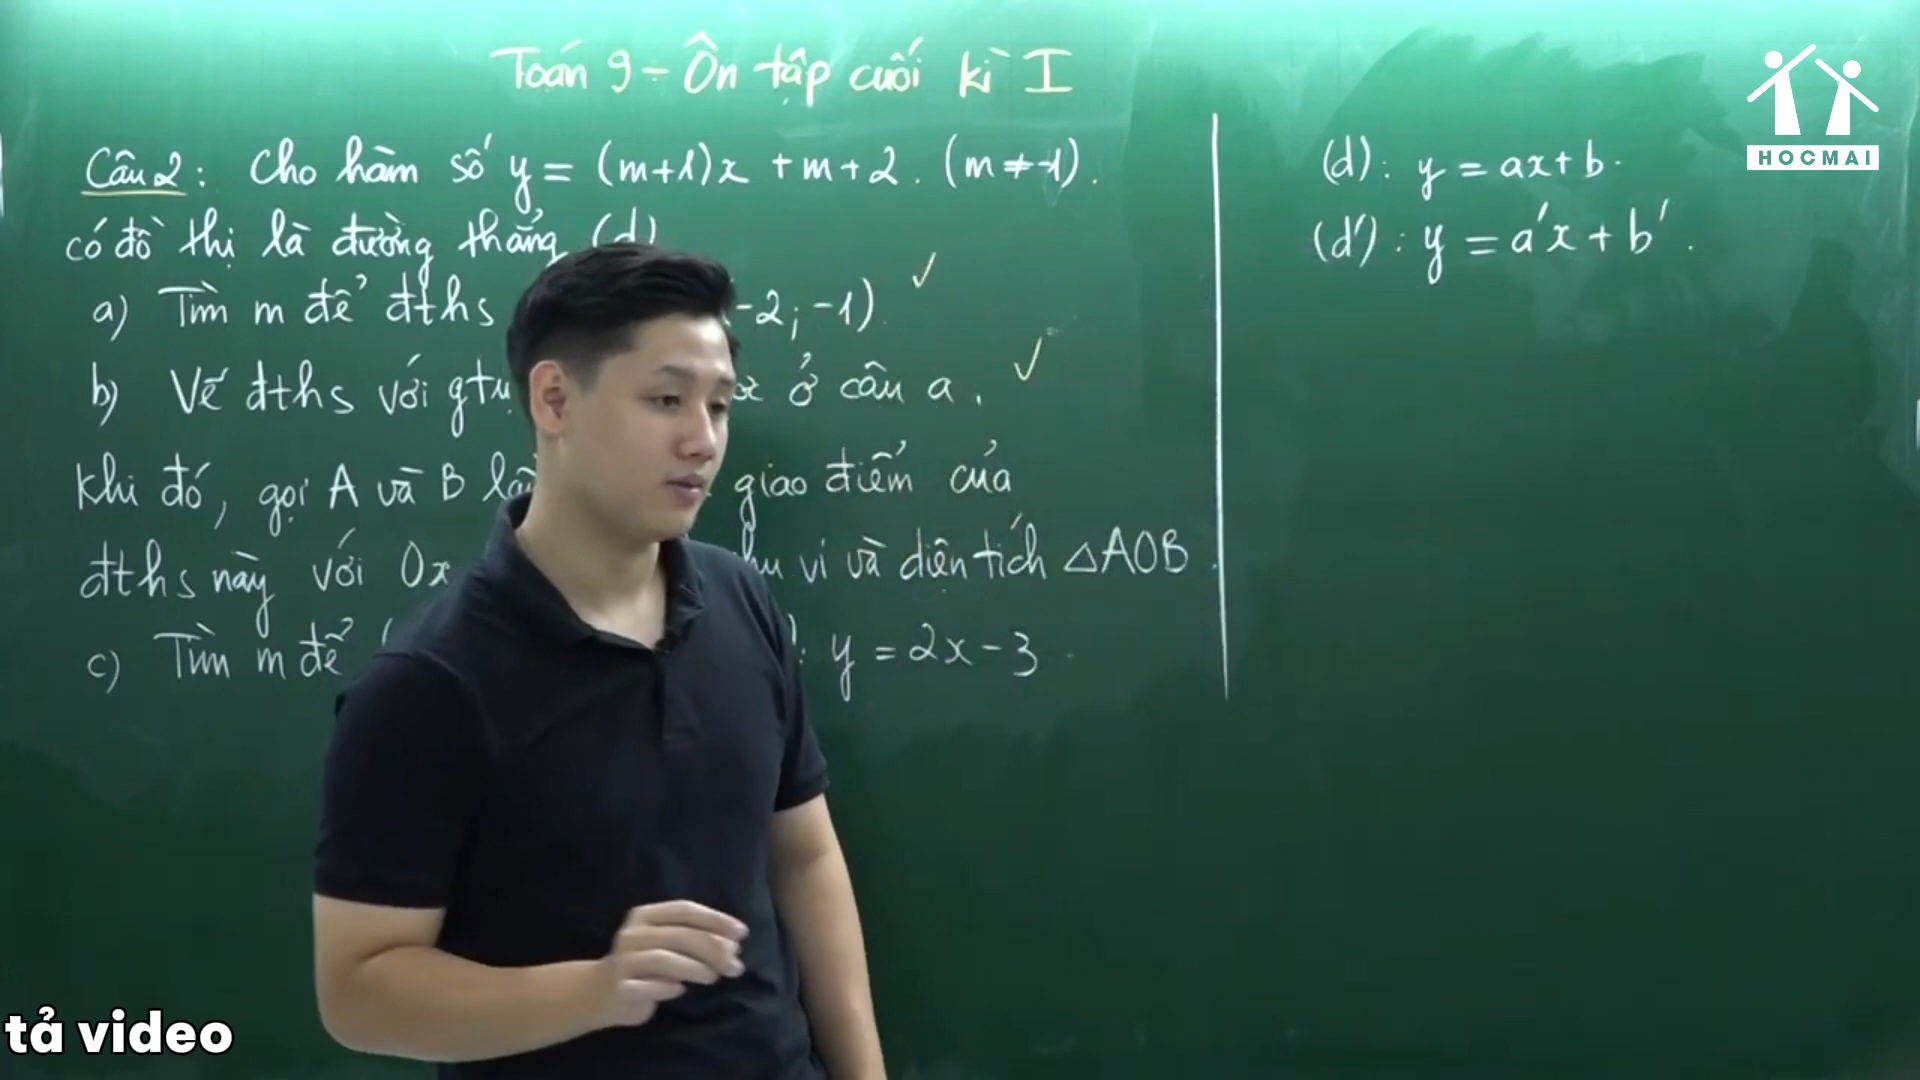 Toán 9 - Ôn tập cuối kì I
Câu 2: Cho hàm số y = (m+1)x + m + 2. (m ≠ -1).
có đồ thị là đường thẳng (d)
a) Tìm m để đths -2; -1)
b) Vẽ đths với ở câu a.
khi đó, gọi A và B giao điểm của
đths này với Ox vi và diện tích △AOB.
c) Tìm m để : y = 2x - 3
(d): y = ax + b.
(d'): y = a'x + b'.
HOCMAI
tả video